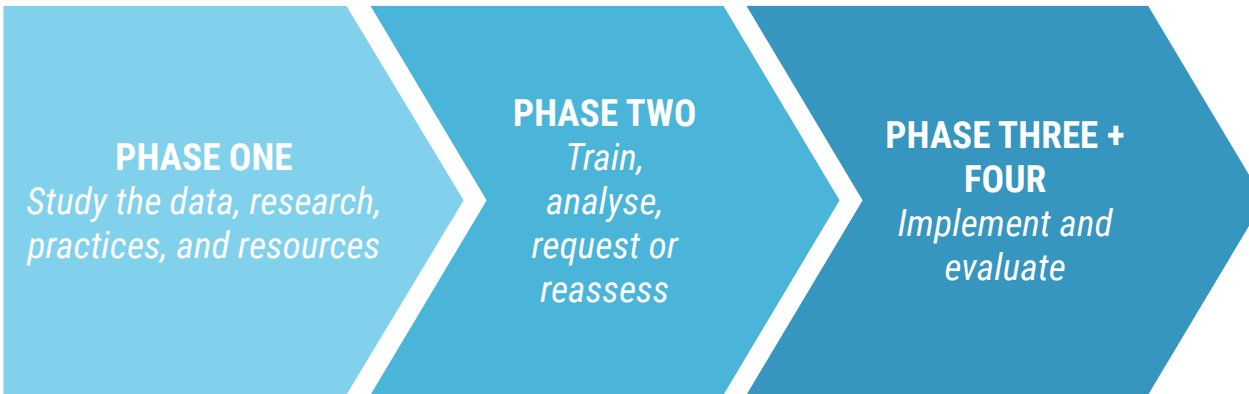 PHASE ONE
Study the data, research,
practices, and resources
PHASE TWO
Train,
analyse,
request or
reassess
PHASE THREE +
FOUR
Implement and
evaluate